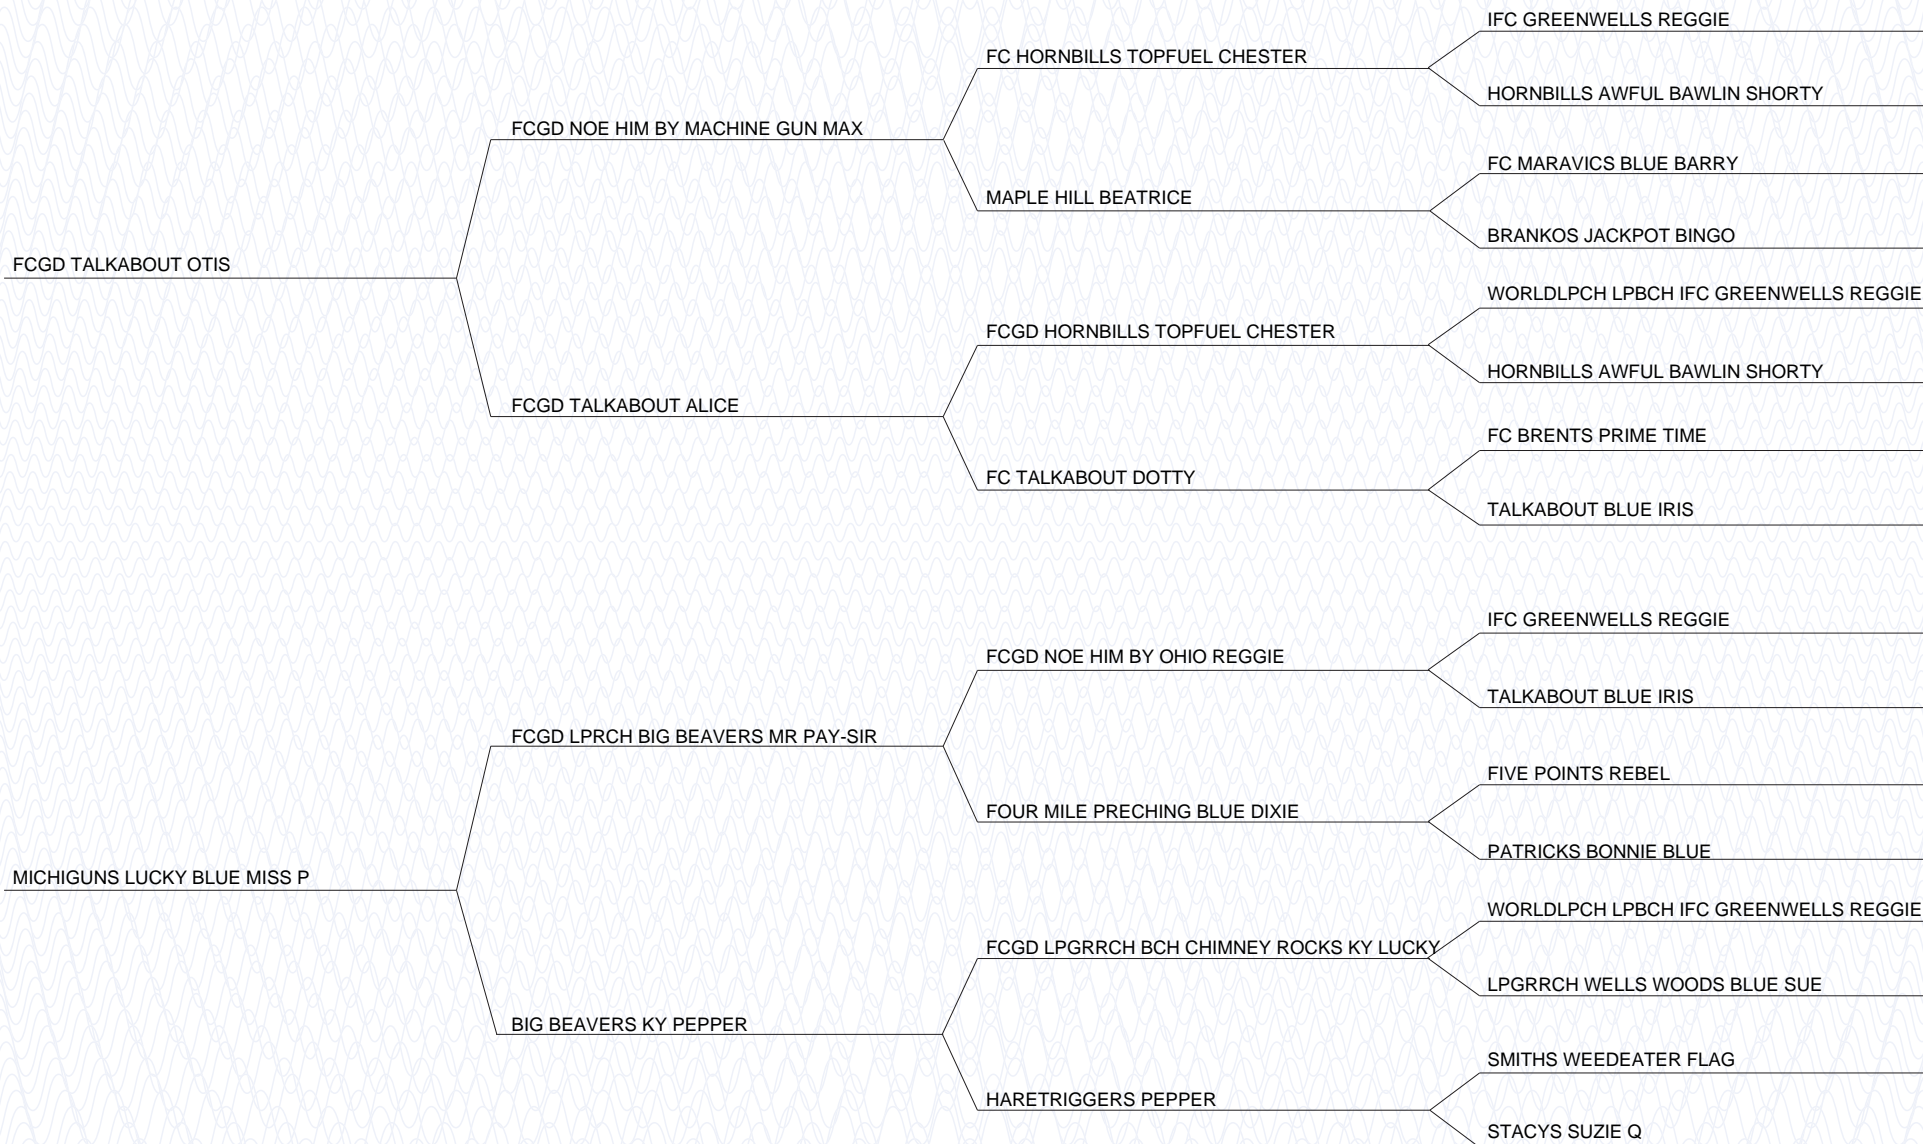 IFC GREENWELLS REGGIE
FC HORNBILLS TOPFUEL CHESTER
HORNBILLS AWFUL BAWLIN SHORTY
FCGD NOE HIM BY MACHINE GUN MAX
FC MARAVICS BLUE BARRY
MAPLE HILL BEATRICE
BRANKOS JACKPOT BINGO
FCGD TALKABOUT OTIS
WORLDLPCH LPBCH IFC GREENWELLS REGGIE
FCGD HORNBILLS TOPFUEL CHESTER
HORNBILLS AWFUL BAWLIN SHORTY
FCGD TALKABOUT ALICE
FC BRENTS PRIME TIME
FC TALKABOUT DOTTY
TALKABOUT BLUE IRIS
IFC GREENWELLS REGGIE
FCGD NOE HIM BY OHIO REGGIE
TALKABOUT BLUE IRIS
FCGD LPRCH BIG BEAVERS MR PAY-SIR
FIVE POINTS REBEL
FOUR MILE PRECHING BLUE DIXIE
PATRICKS BONNIE BLUE
MICHIGUNS LUCKY BLUE MISS P
WORLDLPCH LPBCH IFC GREENWELLS REGGIE
FCGD LPGRRCH BCH CHIMNEY ROCKS KY LUCKY
LPGRRCH WELLS WOODS BLUE SUE
BIG BEAVERS KY PEPPER
SMITHS WEEDEATER FLAG
HARETRIGGERS PEPPER
STACYS SUZIE Q